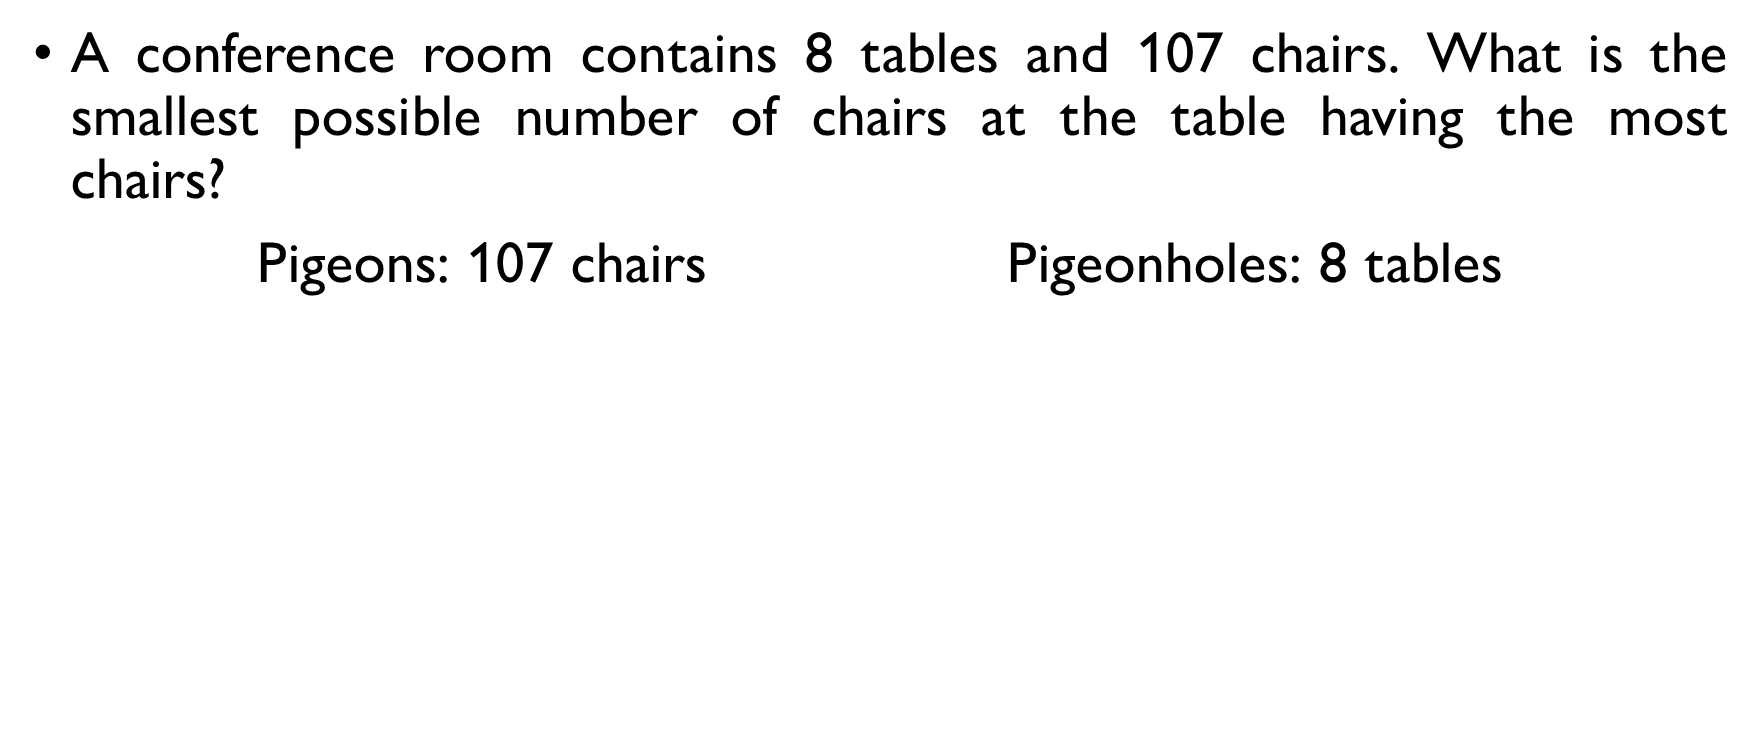 • A conference room contains 8 tables and 107 chairs. What is the
smallest possible number of chairs at the table having the most
chairs?
Pigeons: 107 chairs Pigeonholes: 8 tables